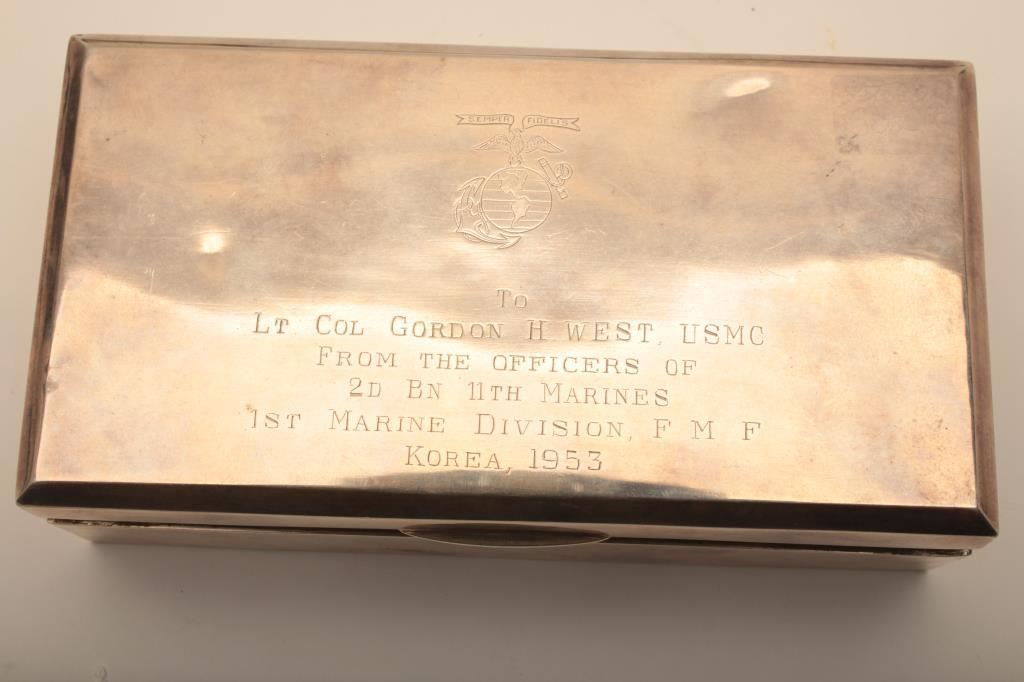 SEMPER FIDELIS
TO
LT COL GORDON H WEST, USMC
FROM THE OFFICERS OF
2D BN 11TH MARINES
1ST MARINE DIVISION, F M F
KOREA, 1953